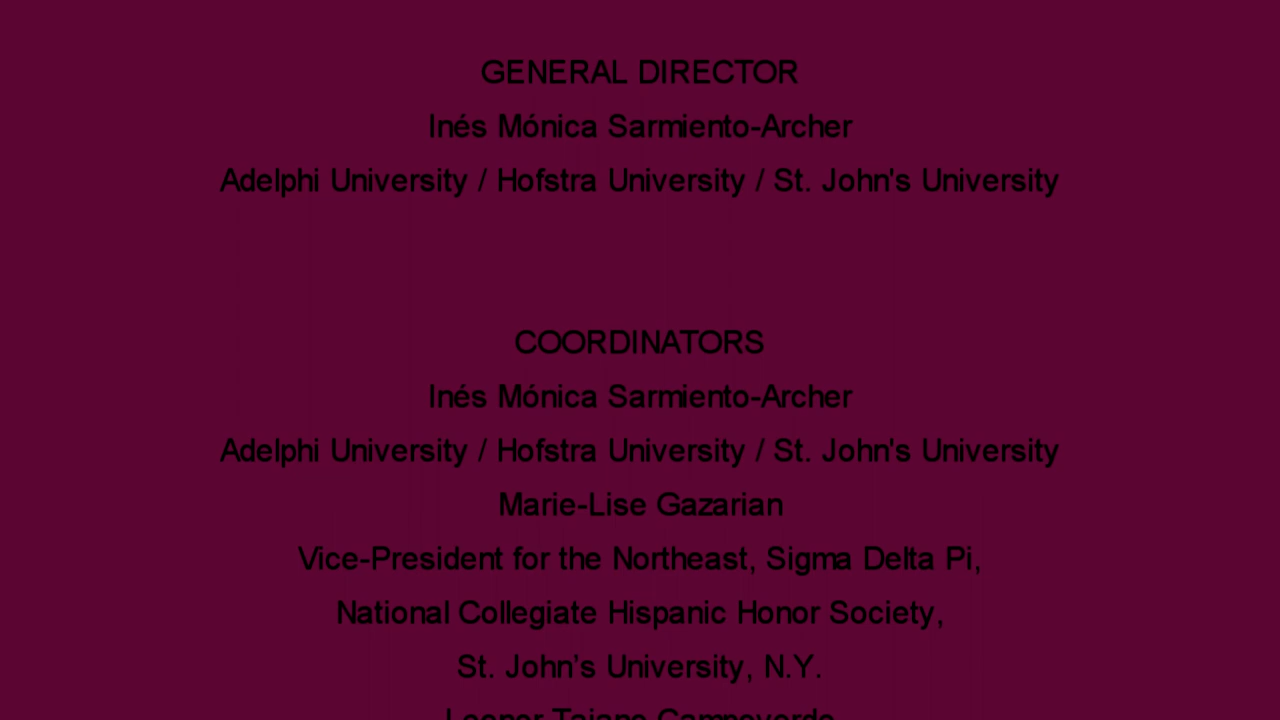 GENERAL DIRECTOR
Inés Mónica Sarmiento-Archer
Adelphi University / Hofstra University / St. John's University
COORDINATORS
Inés Mónica Sarmiento-Archer
Adelphi University / Hofstra University / St. John's University
Marie-Lise Gazarian
Vice-President for the Northeast, Sigma Delta Pi,
National Collegiate Hispanic Honor Society,
St. John's University, N.Y.